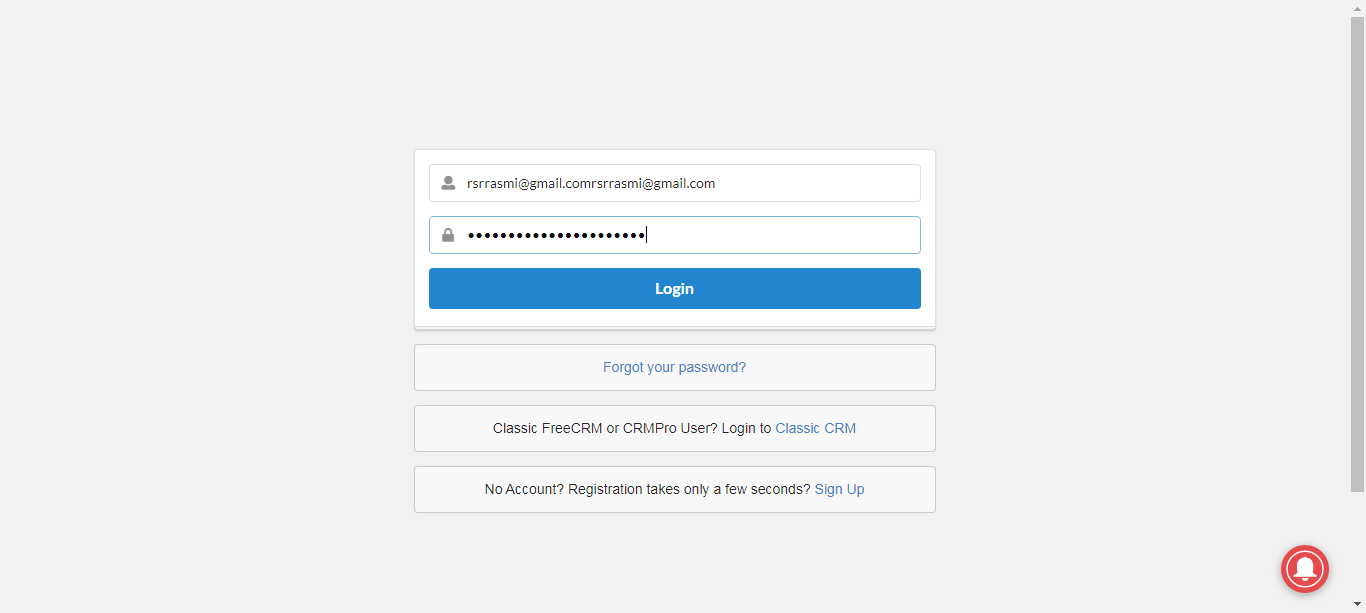 rsrrasmi@gmail.comrsrrasmi@gmail.com
••••••••••••••••••••••
Login
Forgot your password?
Classic FreeCRM or CRMPro User? Login to Classic CRM
No Account? Registration takes only a few seconds? Sign Up